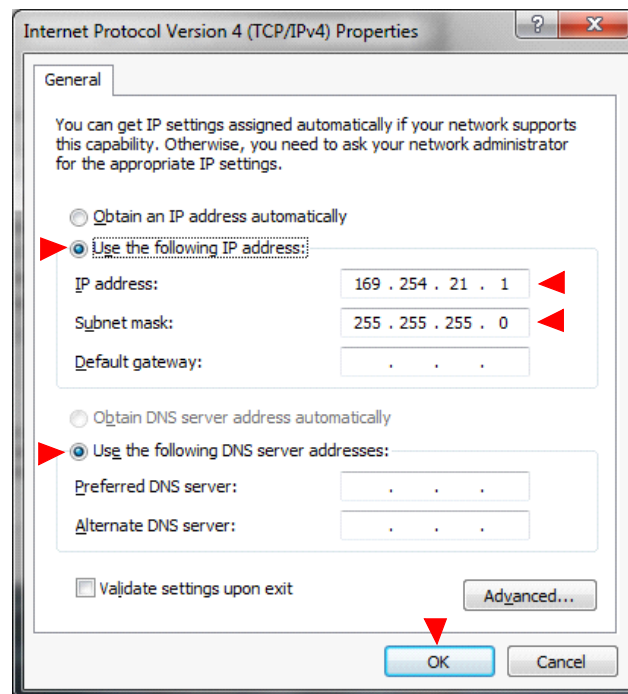 Internet Protocol Version 4 (TCP/IPv4) Properties
?
X
General
You can get IP settings assigned automatically if your network supports
this capability. Otherwise, you need to ask your network administrator
for the appropriate IP settings.
Obtain an IP address automatically
Use the following IP address:
IP address: 169 . 254 . 21 . 1
Subnet mask: 255 . 255 . 255 . 0
Default gateway: . . .
Obtain DNS server address automatically
Use the following DNS server addresses:
Preferred DNS server: . . .
Alternate DNS server: . . .
Validate settings upon exit
Advanced...
OK Cancel